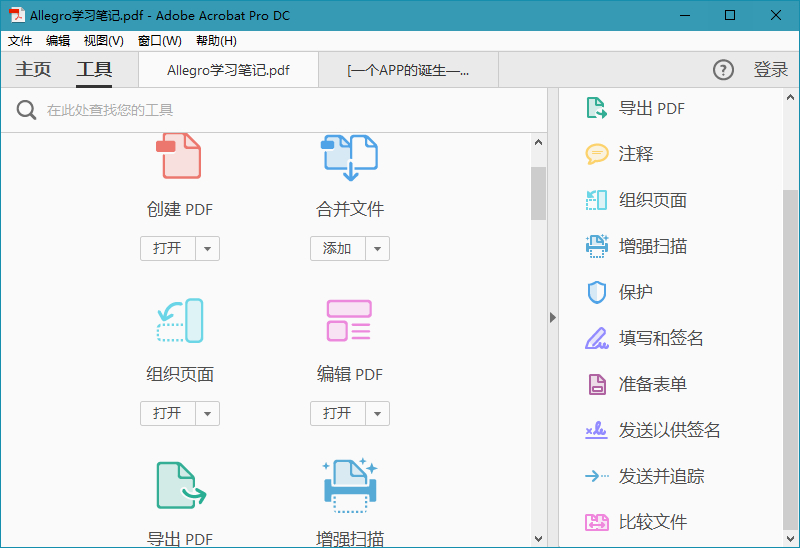 Allegro学习笔记.pdf - Adobe Acrobat Pro DC
文件 编辑 视图(V) 窗口(W) 帮助(H)
主页 工具 Allegro学习笔记.pdf [一个APP的诞生—... ? 登录
在此处查找您的工具
创建 PDF 合并文件
打开 添加
组织页面 编辑 PDF
打开 打开
导出 PDF 增强扫描
导出 PDF
注释
组织页面
增强扫描
保护
填写和签名
准备表单
发送以供签名
发送并追踪
比较文件